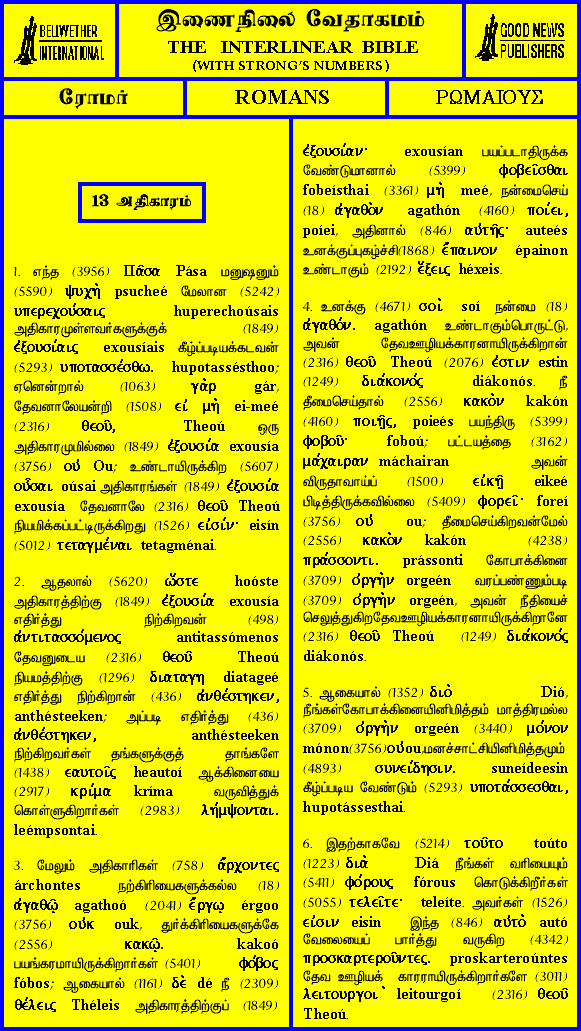 BELIWETHER
INTERNATIONAL
இணைநிலை வேதாகமம்
THE INTERLINEAR BIBLE
(WITH STRONG'S NUMBERS)
GOOD NEWS
PUBLISHERS
ரோமர்
ROMANS
ΡΩΜΑΙΟΥΣ
13 அதிகாரம்
1. எந்த (3956) Πᾶσα Pása மனுஷனும்
(5590) ψυχὴ psucheé மேலான (5242)
υπερεχούσαις huperechoúsais
அதிகாரமுள்ளவர்களுக்குக் (1849)
ἐξουσίαις exousíais கீழ்ப்படியக்கடவன்
(5293) υποτασσέσθω. hupotassésthoo;
ஏனென்றால் (1063) γὰρ gár,
தேவனாலேயன்றி (1508) εἰ μὴ ei-meé
(2316) θεοῦ, Theoú ஒரு
அதிகாரமுமில்லை (1849) ἐξουσία exousía
(3756) οὐ Ou; உண்டாயிருக்கிற (5607)
οὖσαι oúsai அதிகாரங்கள் (1849) ἐξουσία
exousía தேவனாலே (2316) θεοῦ Theoú
நியமிக்கப்பட்டிருக்கிறது (1526) εἰσίν· eisín
(5012) τεταγμέναι tetagménai.
2. ஆதலால் (5620) ὥστε hoóste
அதிகாரத்திற்கு (1849) ἐξουσία exousía
எதிர்த்து நிற்கிறவன் (498)
ἀντιτασσόμενος antitassómenos
தேவனுடைய (2316) θεοῦ Theoú
நியமத்திற்கு (1296) διαταγη diatageé
எதிர்த்து நிற்கிறான் (436) ἀνθέστηκεν,
anthésteeken; அப்படி எதிர்த்து (436)
ἀνθέστηκεν, anthésteeken
நிற்கிறவர்கள் தங்களுக்குத் தாங்களே
(1438) εαυτοῖς heautoí ஆக்கினையை
(2917) κρίμα kríma வருவித்துக்
கொள்ளுகிறார்கள் (2983) λήμψονται.
leémpsontai.
3. மேலும் அதிகாரிகள் (758) ἄρχοντες
árchontes நற்கிரியைகளுக்கல்ல (18)
ἀγαθῷ agathoó (2041) ἔργῳ érgoo
(3756) οὐκ ouk, துர்க்கிரியைகளுக்கே
(2556) κακῷ. kakoó
பயங்கரமாயிருக்கிறார்கள் (5401) φόβος
fóbos; ஆகையால் (1161) δὲ dé நீ (2309)
θέλεις Théleis அதிகாரத்திற்குப் (1849)
ἐξουσίαν· exousían பயப்படாதிருக்க
வேண்டுமானால் (5399) φοβεῖσθαι
fobeísthai (3361) μὴ meé, நன்மைசெய்
(18) ἀγαθὸν agathón (4160) ποίει,
poíei, அதினால் (846) αὐτῆς· auteés
உனக்குப்புகழ்ச்சி(1868) ἔπαινον épainon
உண்டாகும் (2192) ἕξεις héxeis.
4. உனக்கு (4671) σοὶ soí நன்மை (18)
ἀγαθόν. agathón உண்டாகும்பொருட்டு,
அவன் தேவஊழியக்காரனாயிருக்கிறான்
(2316) θεοῦ Theoú (2076) ἐστιν estin
(1249) διάκονός diákonós. நீ
தீமைசெய்தால் (2556) κακὸν kakón
(4160) ποιῆς, poieés பயந்திரு (5399)
φοβοῦ· foboú; பட்டயத்தை (3162)
μάχαιραν máchairan அவன்
விருதாவாய்ப் (1500) εἰκῆ eikeé
பிடித்திருக்கவில்லை (5409) φορεῖ· foreí
(3756) οὐ ou; தீமைசெய்கிறவன்மேல்
(2556) κακὸν kakón (4238)
πράσσοντι. prássonti கோபாக்கினை
(3709) ὀργὴν orgeén வரப்பண்ணும்படி
(3709) ὀργὴν orgeén, அவன் நீதியைச்
செலுத்துகிறதேவஊழியக்காரனாயிருக்கிறானே
(2316) θεοῦ Theoú (1249) διάκονός
diákonós.
5. ஆகையால் (1352) διὸ Dió,
நீங்கள்கோபாக்கினையினிமித்தம் மாத்திரமல்ல
(3709) ὀργὴν orgeén (3440) μόνον
mónon(3756)οὐou,மனச்சாட்சியினிமித்தமும்
(4893) συνείδησιν. suneídeesin
கீழ்ப்படிய வேண்டும் (5293) υποτάσσεσθαι,
hupotássesthai.
6. இதற்காகவே (5214) τοῦτο toúto
(1223) διὰ Diá நீங்கள் வரியையும்
(5411) φόρους fórous கொடுக்கிறீர்கள்
(5055) τελεῖτε· teleíte. அவர்கள் (1526)
εἰσιν eisin இந்த (846) αὐτὸ autó
வேலையைப் பார்த்து வருகிற (4342)
προσκαρτεροῦντες. proskarteroúntes
தேவ ஊழியக் காரராயிருக்கிறார்களே (3011)
λειτουργοι` leitourgoí (2316) θεοῦ
Theoú.